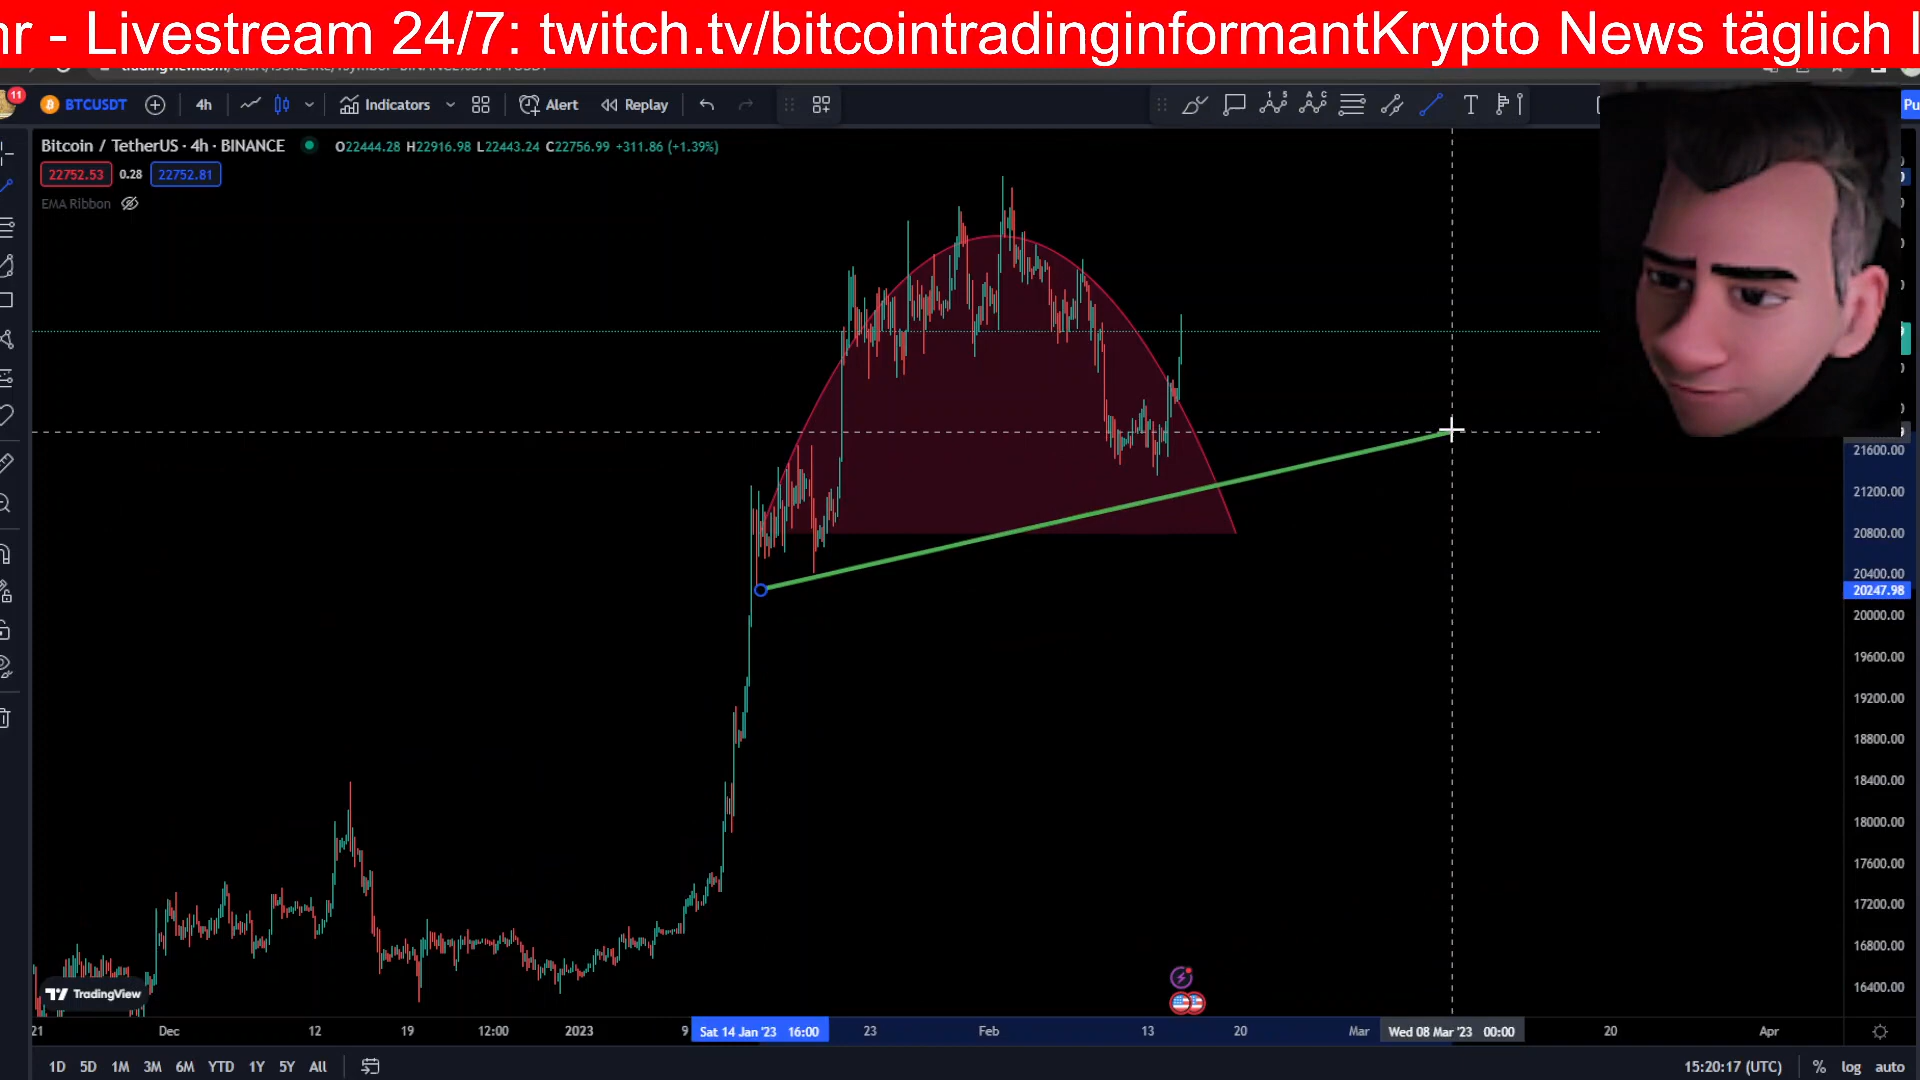 nr - Livestream 24/7: twitch.tv/bitcointradinginformantKrypto News täglich l
11
BTCUSDT
4h
Indicators
Alert
Replay
T
Pu
Bitcoin / TetherUS · 4h · BINANCE
O22444.28 H22916.98 L22443.24 C22756.99 +311.86 (+1.39%)
22752.53 0.28 22752.81
EMA Ribbon
21600.00
21200.00
20800.00
20400.00
20247.98
20000.00
19600.00
19200.00
18800.00
18400.00
18000.00
17600.00
17200.00
16800.00
16400.00
TradingView
21 Dec 12 19 12:00 2023 9 Sat 14 Jan '23 16:00 23 Feb 13 20 Mar Wed 08 Mar '23 00:00 20 Apr
1D 5D 1M 3M 6M YTD 1Y 5Y All
15:20:17 (UTC) % log auto